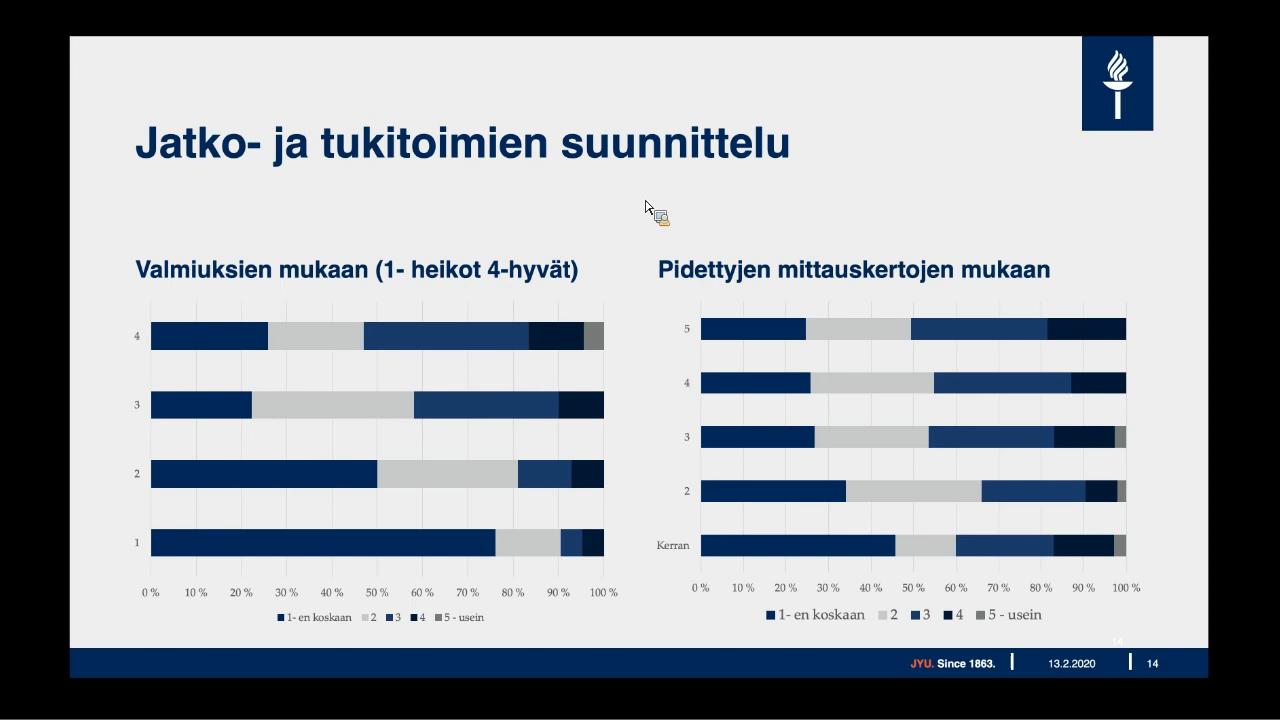 Jatko- ja tukitoimien suunnittelu
Valmiuksien mukaan (1- heikot 4-hyvät)
4
3
2
1
0 % 10 % 20 % 30 % 40 % 50 % 60 % 70 % 80 % 90 % 100 %
1- en koskaan 2 3 4 5 - usein
Pidettyjen mittauskertojen mukaan
5
4
3
2
Kerran
0 % 10 % 20 % 30 % 40 % 50 % 60 % 70 % 80 % 90 % 100 %
1- en koskaan 2 3 4 5 - usein
14
JYU. Since 1863. 13.2.2020 14